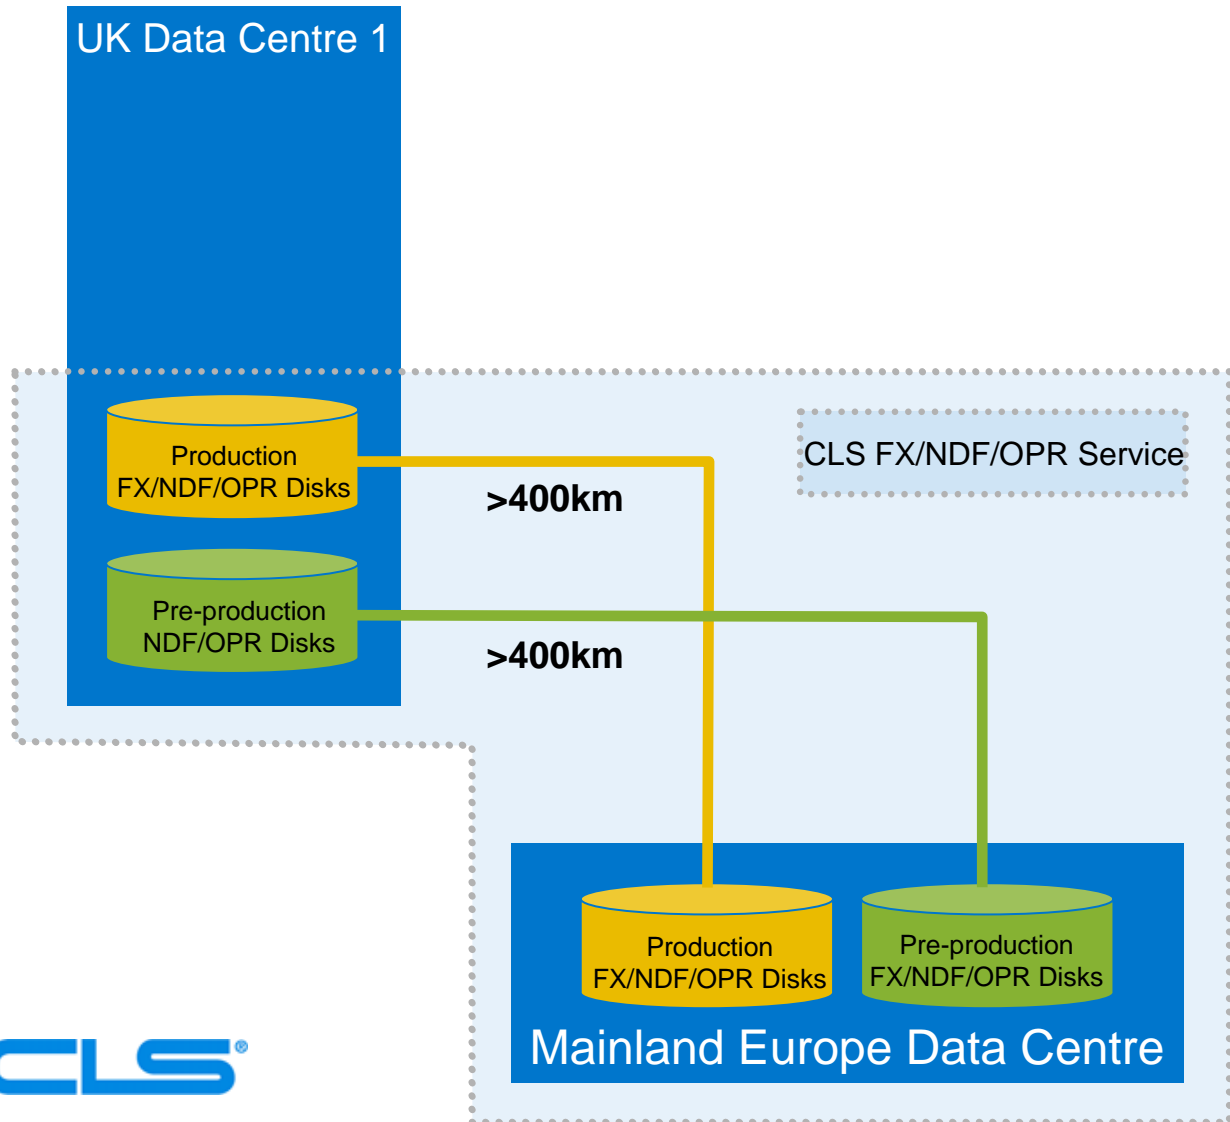 UK Data Centre 1
Production
FX/NDF/OPR Disks
>400km
CLS FX/NDF/OPR Service
Pre-production
NDF/OPR Disks
>400km
Production
FX/NDF/OPR Disks
Pre-production
FX/NDF/OPR Disks
Mainland Europe Data Centre
CLS®